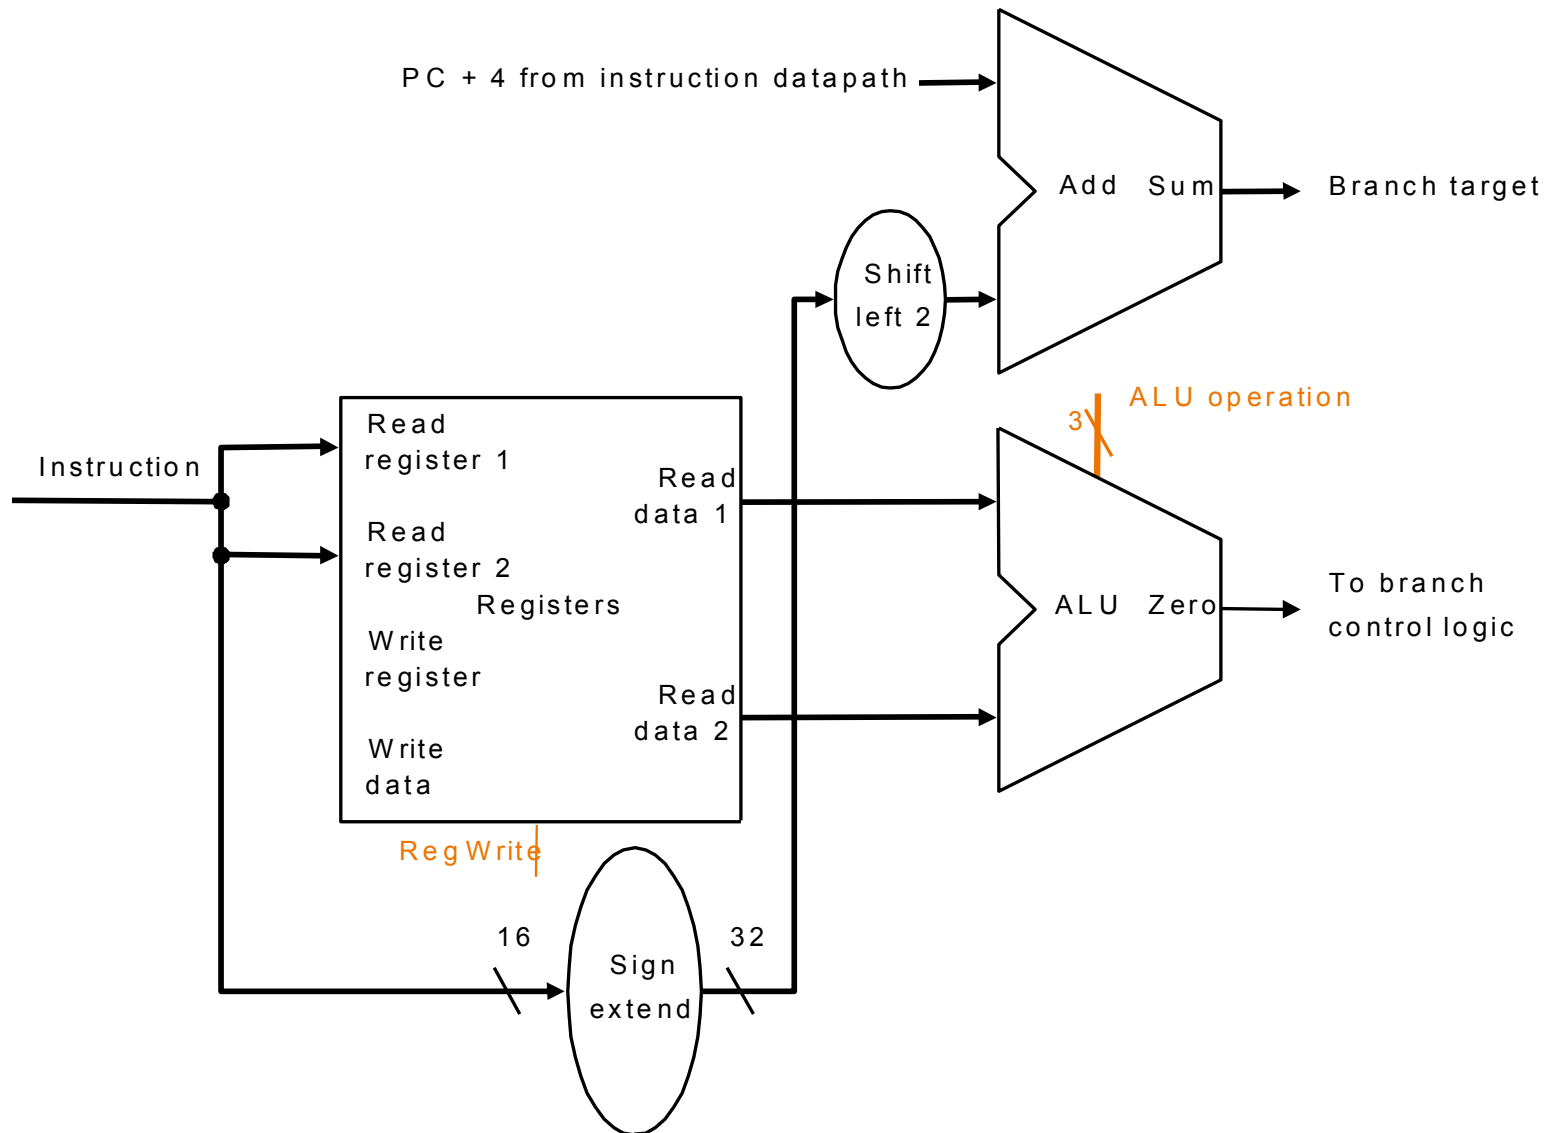 PC + 4 from instruction datapath
Add Sum
Branch target
Shift
left 2
ALU operation
3
Instruction
Read
register 1
Read
data 1
Read
register 2
Registers
Write
register
Read
data 2
Write
data
ALU Zero
To branch
control logic
RegWrite
16
32
Sign
extend